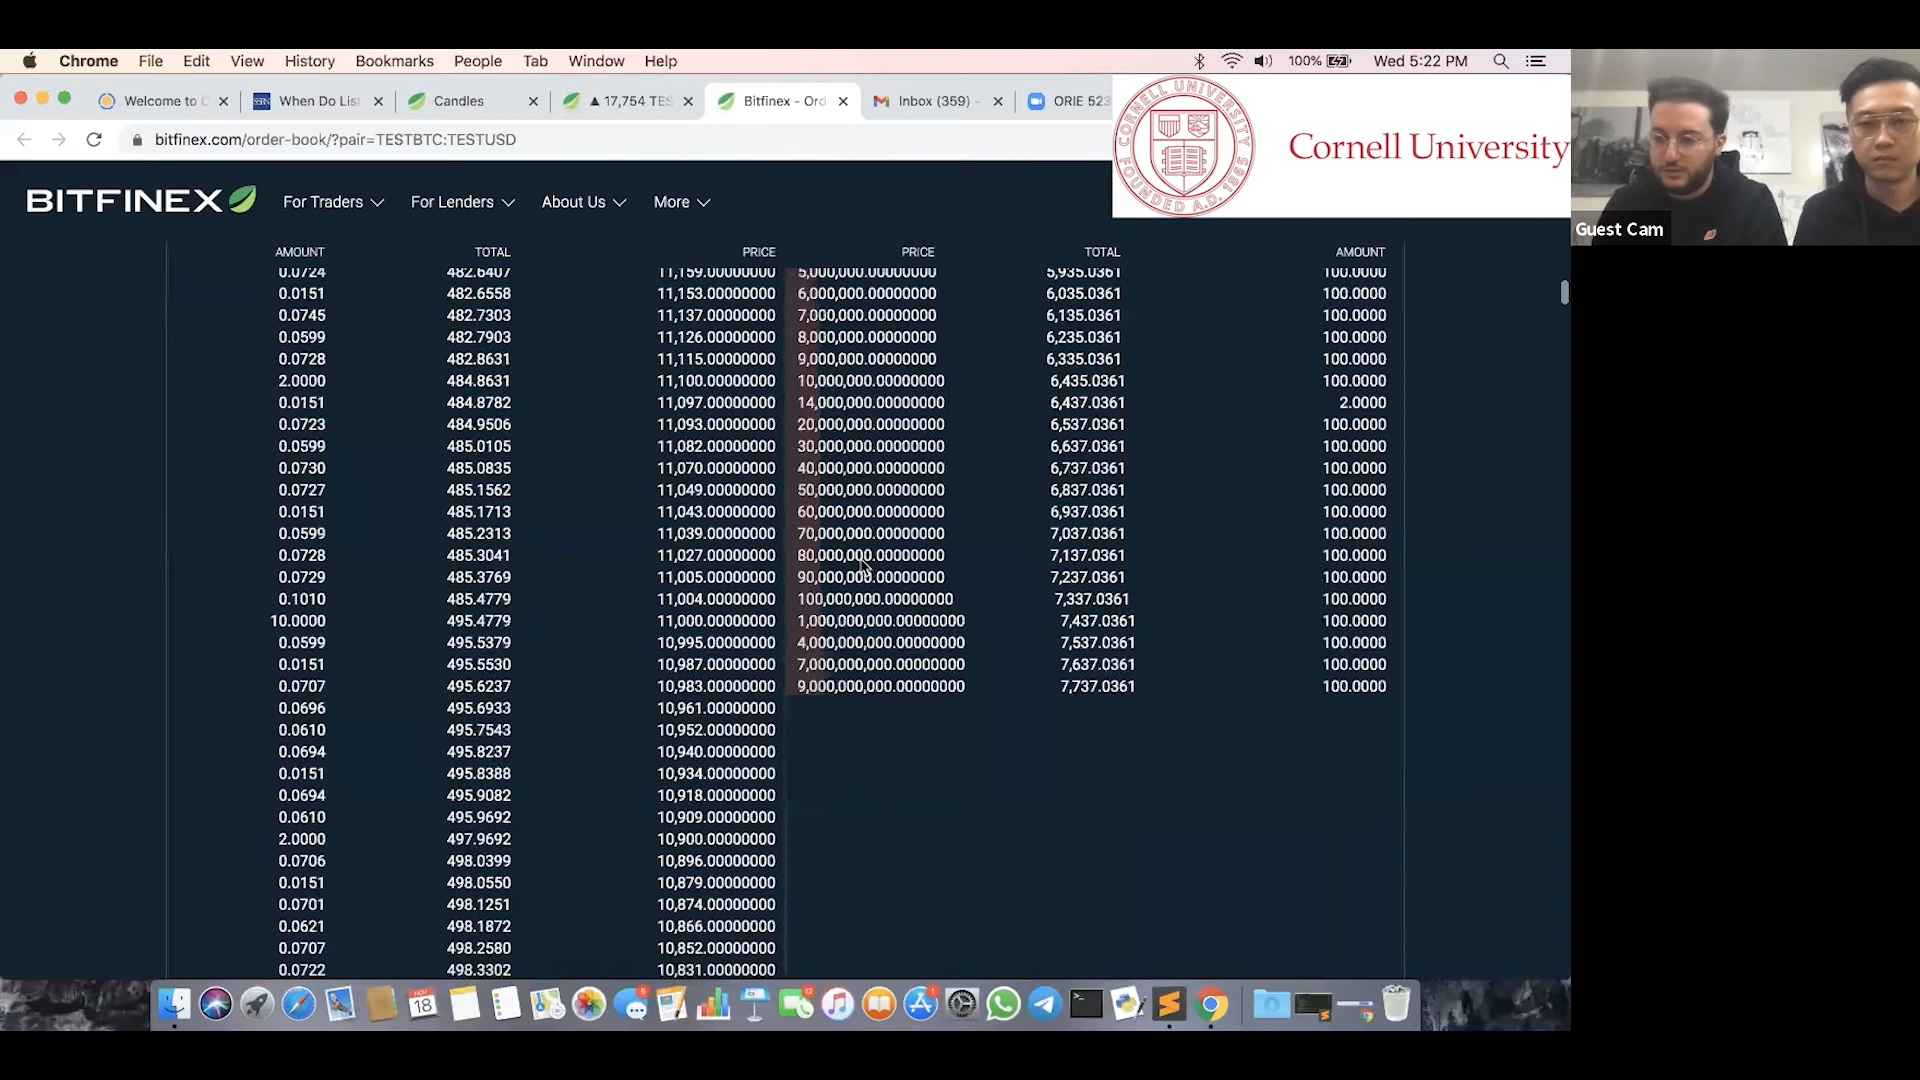 Chrome File Edit View History Bookmarks People Tab Window Help 100% Wed 5:22 PM
Welcome to When Do Lis Candles ▲ 17,754 TES Bitfinex - Ord Inbox (359) - ORIE 523
bitfinex.com/order-book/?pair=TESTBTC:TESTUSD
CORNELL UNIVERSITY FOUNDED A.D. 1865
Cornell University
BITFINEX For Traders For Lenders About Us More
Guest Cam
AMOUNT TOTAL PRICE PRICE TOTAL AMOUNT
0.0724 482.6407 11,159.00000000 5,000,000.00000000 5,935.0361 100.0000
0.0151 482.6558 11,153.00000000 6,000,000.00000000 6,035.0361 100.0000
0.0745 482.7303 11,137.00000000 7,000,000.00000000 6,135.0361 100.0000
0.0599 482.7903 11,126.00000000 8,000,000.00000000 6,235.0361 100.0000
0.0728 482.8631 11,115.00000000 9,000,000.00000000 6,335.0361 100.0000
2.0000 484.8631 11,100.00000000 10,000,000.00000000 6,435.0361 100.0000
0.0151 484.8782 11,097.00000000 14,000,000.00000000 6,437.0361 2.0000
0.0723 484.9506 11,093.00000000 20,000,000.00000000 6,537.0361 100.0000
0.0599 485.0105 11,082.00000000 30,000,000.00000000 6,637.0361 100.0000
0.0730 485.0835 11,070.00000000 40,000,000.00000000 6,737.0361 100.0000
0.0727 485.1562 11,049.00000000 50,000,000.00000000 6,837.0361 100.0000
0.0151 485.1713 11,043.00000000 60,000,000.00000000 6,937.0361 100.0000
0.0599 485.2313 11,039.00000000 70,000,000.00000000 7,037.0361 100.0000
0.0728 485.3041 11,027.00000000 80,000,000.00000000 7,137.0361 100.0000
0.0729 485.3769 11,005.00000000 90,000,000.00000000 7,237.0361 100.0000
0.1010 485.4779 11,004.00000000 100,000,000.00000000 7,337.0361 100.0000
10.0000 495.4779 11,000.00000000 1,000,000,000.00000000 7,437.0361 100.0000
0.0599 495.5379 10,995.00000000 4,000,000,000.00000000 7,537.0361 100.0000
0.0151 495.5530 10,987.00000000 7,000,000,000.00000000 7,637.0361 100.0000
0.0707 495.6237 10,983.00000000 9,000,000,000.00000000 7,737.0361 100.0000
0.0696 495.6933 10,961.00000000
0.0610 495.7543 10,952.00000000
0.0694 495.8237 10,940.00000000
0.0151 495.8388 10,934.00000000
0.0694 495.9082 10,918.00000000
0.0610 495.9692 10,909.00000000
2.0000 497.9692 10,900.00000000
0.0706 498.0399 10,896.00000000
0.0151 498.0550 10,879.00000000
0.0701 498.1251 10,874.00000000
0.0621 498.1872 10,866.00000000
0.0707 498.2580 10,852.00000000
0.0722 498.3302 10,831.00000000
NOV
18